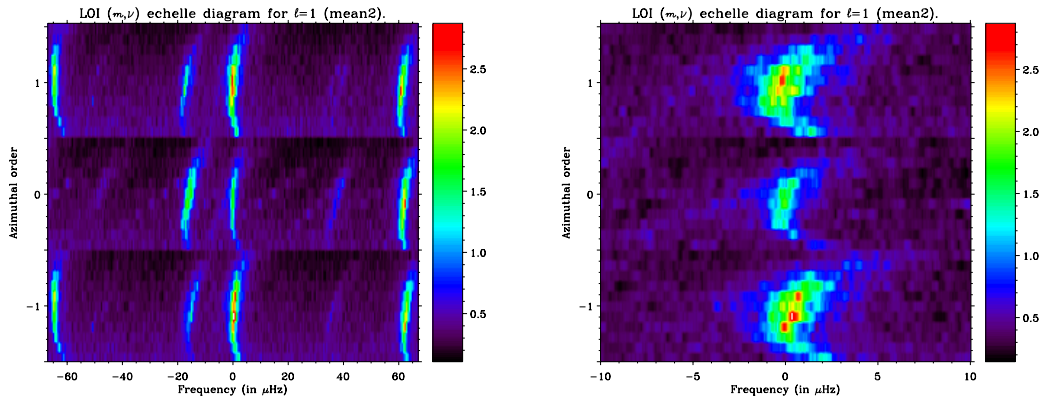 LOI (m,ν) echelle diagram for ℓ=1 (mean2).
Azimuthal order
1
0
−1
−60 −40 −20 0 20 40 60
Frequency (in μHz)
2.5
2.0
1.5
1.0
0.5
LOI (m,ν) echelle diagram for ℓ=1 (mean2).
Azimuthal order
1
0
−1
−10 −5 0 5 10
Frequency (in μHz)
2.5
2.0
1.5
1.0
0.5